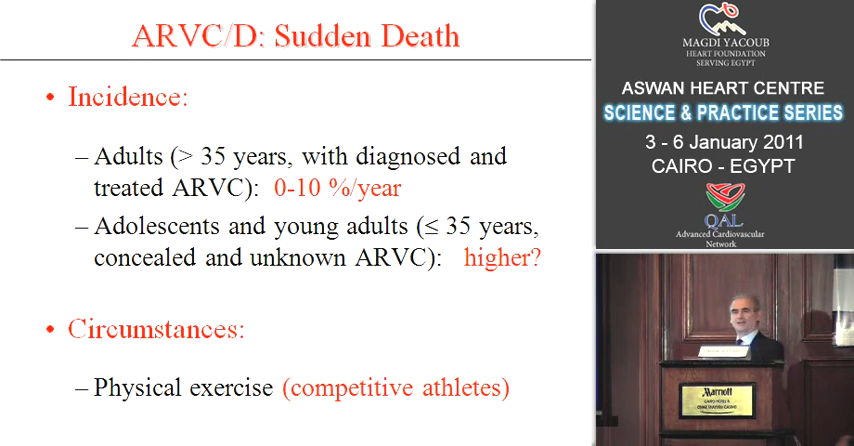 ARVC/D: Sudden Death
• Incidence:
– Adults (> 35 years, with diagnosed and
treated ARVC): 0-10 %/year
– Adolescents and young adults (≤ 35 years,
concealed and unknown ARVC): higher?
• Circumstances:
– Physical exercise (competitive athletes)
MAGDI YACOUB
HEART FOUNDATION
SERVING EGYPT
ASWAN HEART CENTRE
SCIENCE & PRACTICE SERIES
3 - 6 January 2011
CAIRO - EGYPT
QAL
Advanced Cardiovascular
Network
Marriott